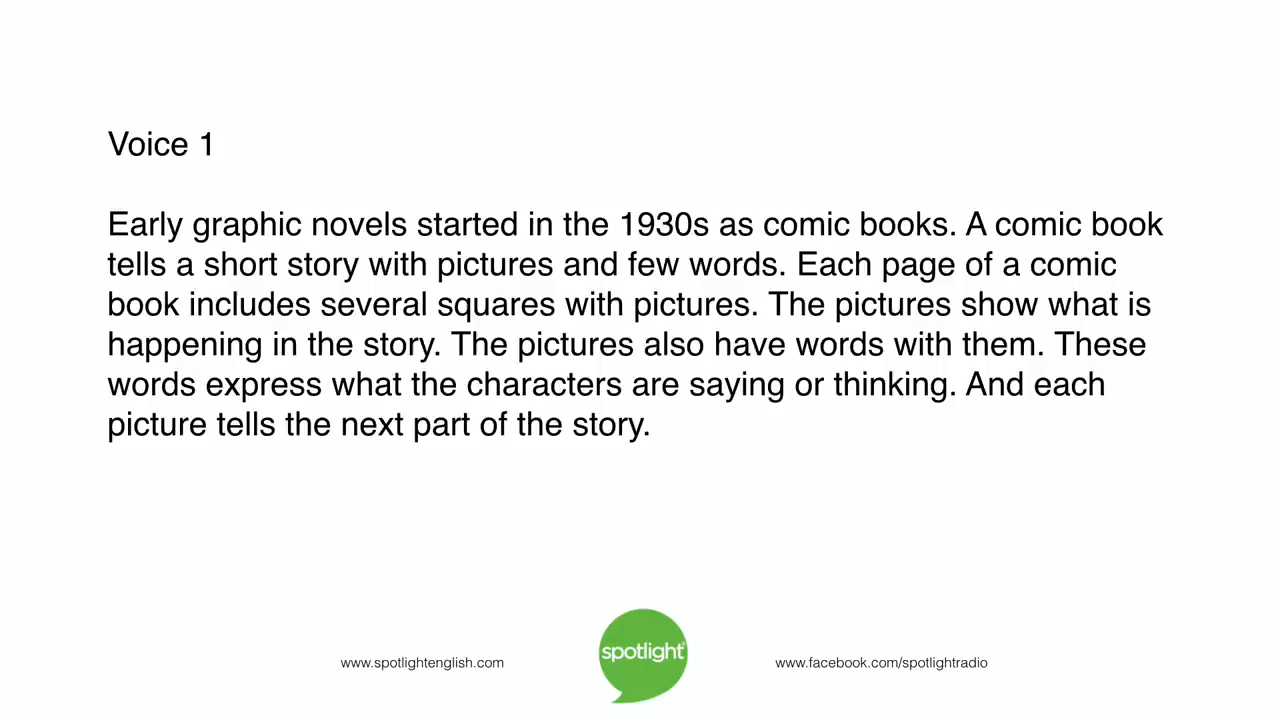 Voice 1
Early graphic novels started in the 1930s as comic books. A comic book
tells a short story with pictures and few words. Each page of a comic
book includes several squares with pictures. The pictures show what is
happening in the story. The pictures also have words with them. These
words express what the characters are saying or thinking. And each
picture tells the next part of the story.
www.spotlightenglish.com
spotlight®
www.facebook.com/spotlightradio